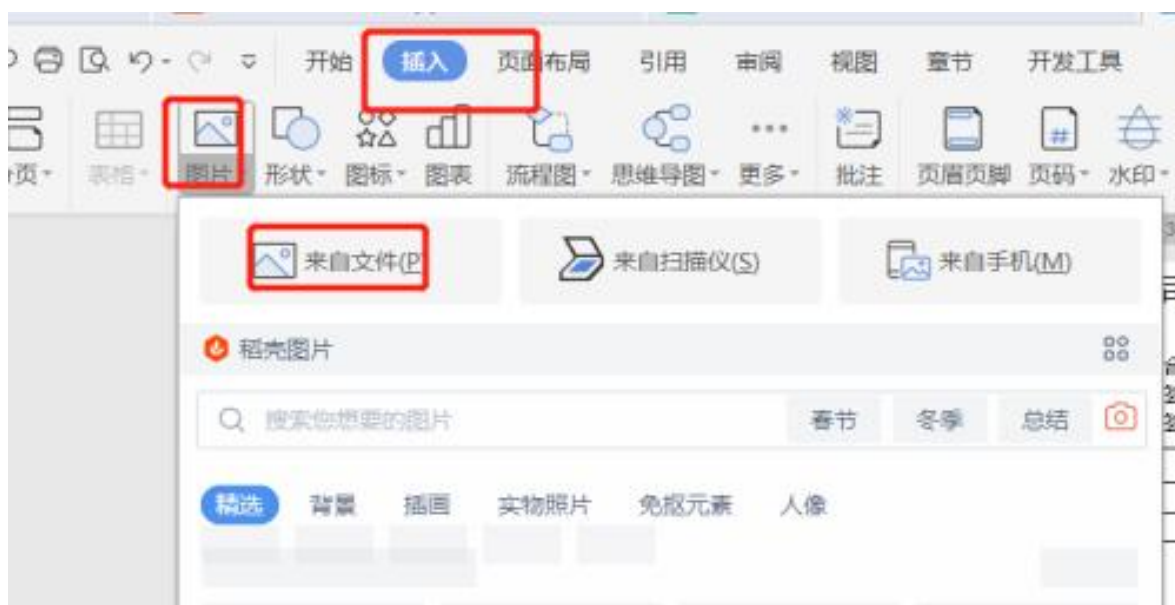 开始 插入 页面布局 引用 审阅 视图 章节 开发工具
页 表格 图片 形状 图标 图表 流程图 思维导图 更多 批注 页眉页脚 页码 水印
来自文件(P 来自扫描仪(S) 来自手机(M)
稻壳图片
搜索您想要的图片 春节 冬季 总结
精选 背景 插画 实物照片 免抠元素 人像